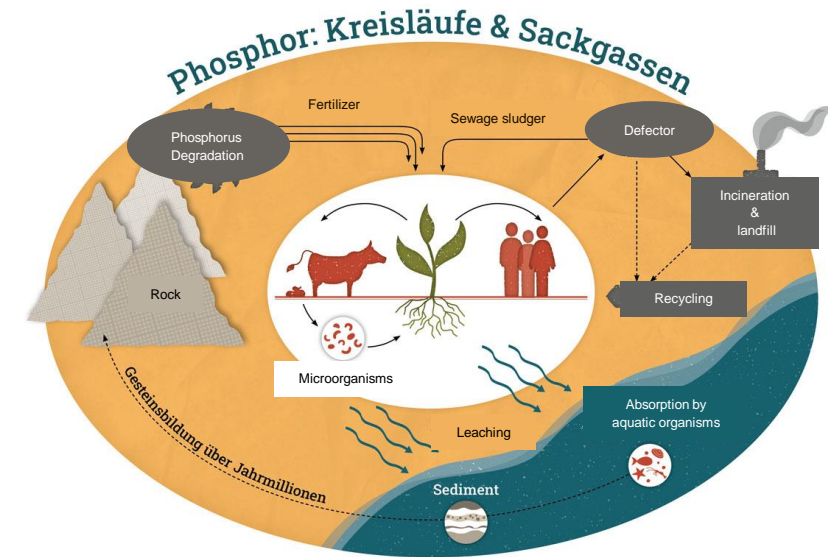 Phosphor: Kreisläufe & Sackgassen
Fertilizer
Phosphorus
Degradation
Sewage sludger
Defector
Incineration
&
landfill
Rock
Recycling
Microorganisms
Absorption by
aquatic organisms
Leaching
Gesteinsbildung über Jahrmillionen
Sediment